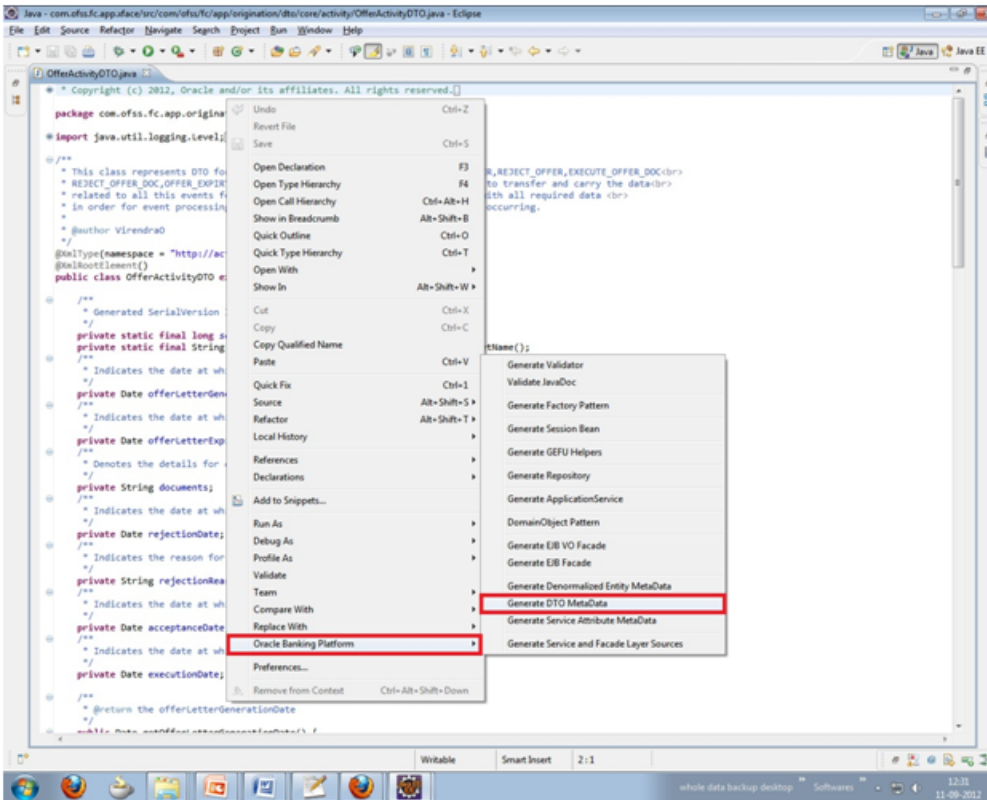 Java - com.ofss.fc.app.xface/src/com/ofss/fc/app/origination/dto/core/activity/OfferActivityDTO.java - Eclipse
File Edit Source Refactor Navigate Search Project Run Window Help
Java Java EE
OfferActivityDTO.java
* Copyright (c) 2012, Oracle and/or its affiliates. All rights reserved.
package com.ofss.fc.app.origina
import java.util.logging.Level;
/**
* This class represents DTO fo R,REJECT_OFFER,EXECUTE_OFFER_DOC<br>
* REJECT_OFFER_DOC,OFFER_EXPIR to transfer and carry the data<br>
* related to all this events f ith all required data <br>
* in order for event processing occurring.
*
* @author VirendraO
*/
@XmlType(namespace = "http://ac
@XmlRootElement()
public class OfferActivityDTO e
/**
* Generated SerialVersion
*/
private static final long s
private static final String tName();
/**
* Indicates the date at wh
*/
private Date offerLetterGen
/**
* Indicates the date at wh
*/
private Date offerLetterExp
/**
* Denotes the details for
*/
private String documents;
/**
* Indicates the date at wh
*/
private Date rejectionDate;
/**
* Indicates the reason for
*/
private String rejectionRea
/**
* Indicates the date at wh
*/
private Date acceptanceDate
/**
* Indicates the date at wh
*/
private Date executionDate;
/**
* @return the offerLetterGenerationDate
*/
public Date getOfferLetterGenerationDate() {
Undo Ctrl+Z
Revert File
Save Ctrl+S
Open Declaration F3
Open Type Hierarchy F4
Open Call Hierarchy Ctrl+Alt+H
Show in Breadcrumb Alt+Shift+B
Quick Outline Ctrl+O
Quick Type Hierarchy Ctrl+T
Open With
Show In Alt+Shift+W
Cut Ctrl+X
Copy Ctrl+C
Copy Qualified Name
Paste Ctrl+V
Quick Fix Ctrl+1
Source Alt+Shift+S
Refactor Alt+Shift+T
Local History
References
Declarations
Add to Snippets...
Run As
Debug As
Profile As
Validate
Team
Compare With
Replace With
Oracle Banking Platform
Preferences...
Remove from Context Ctrl+Alt+Shift+Down
Generate Validator
Validate JavaDoc
Generate Factory Pattern
Generate Session Bean
Generate GEFU Helpers
Generate Repository
Generate ApplicationService
DomainObject Pattern
Generate EJB VO Facade
Generate EJB Facade
Generate Denormalized Entity MetaData
Generate DTO MetaData
Generate Service Attribute MetaData
Generate Service and Facade Layer Sources
Writable Smart Insert 2:1
whole data backup desktop Softwares
12:31
11-09-2012